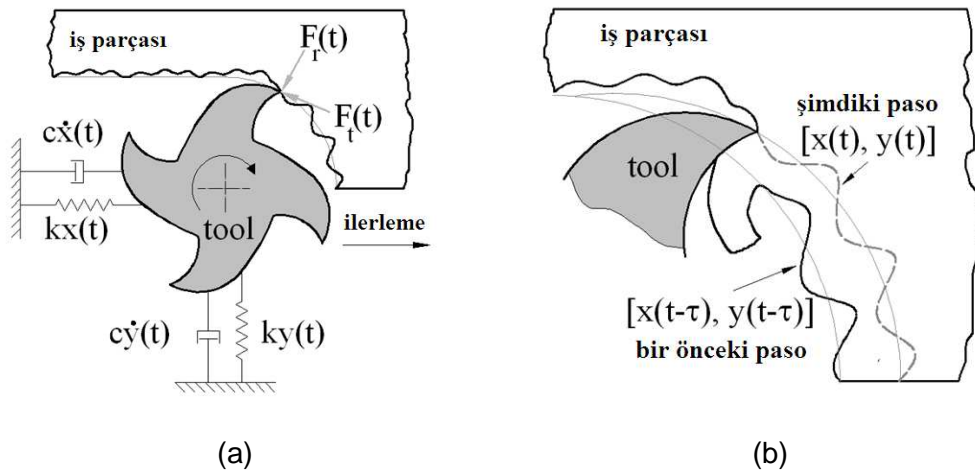 iş parçası
F_r(t)
F_t(t)
cẋ(t)
kx(t)
tool
ilerleme
cẏ(t)
ky(t)
(a)
iş parçası
şimdiki paso
[x(t), y(t)]
tool
[x(t-τ), y(t-τ)]
bir önceki paso
(b)